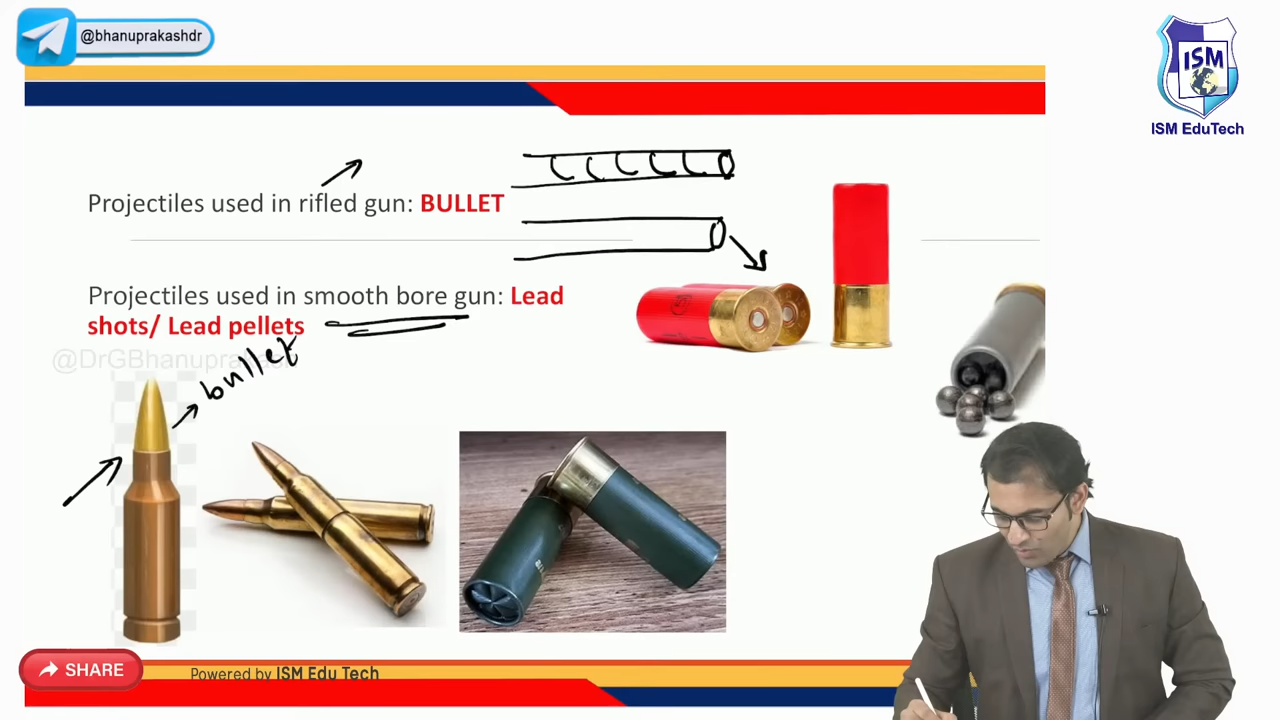 @bhanuprakashdr
ISM
ISM EduTech
Projectiles used in rifled gun: BULLET
Projectiles used in smooth bore gun: Lead
shots/ Lead pellets
@DrGBhanuprakash
bullet
SHARE
Powered by ISM Edu Tech